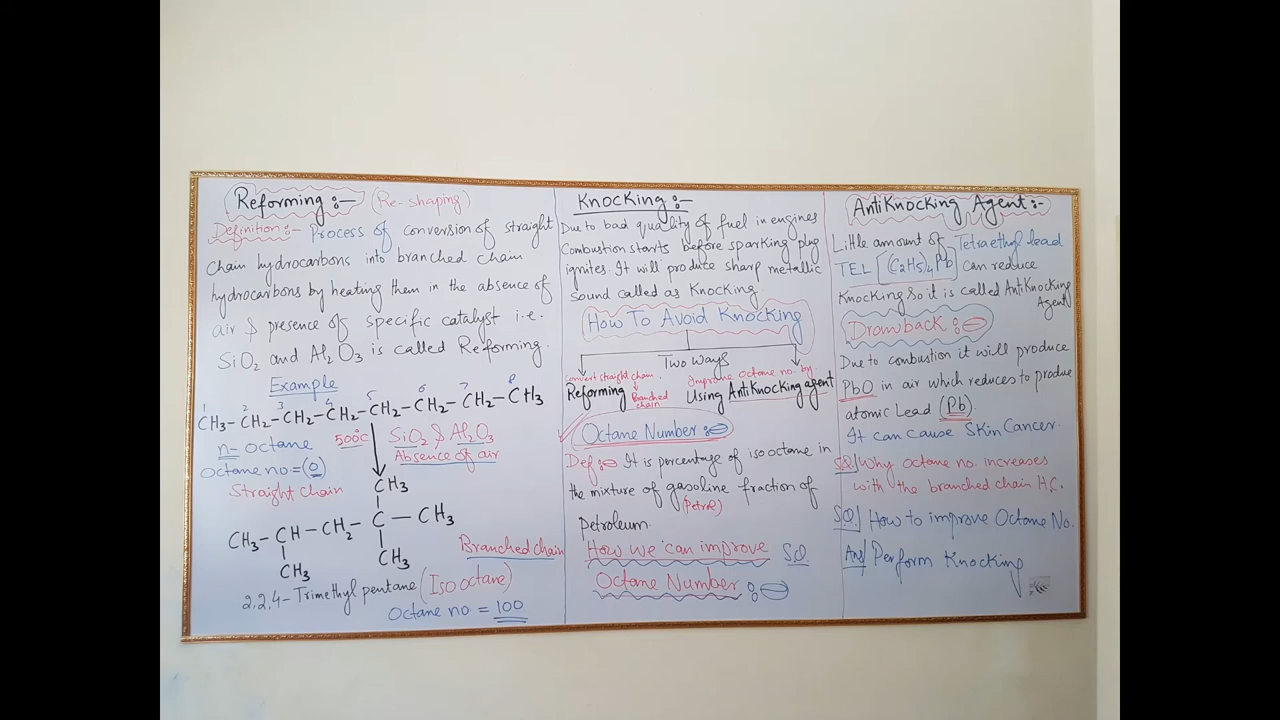 Reforming :- (Re-shaping)
Definition:- Process of conversion of straight
chain hydrocarbons into branched chain
hydrocarbons by heating them in the absence of
air & presence of specific catalyst i.e.
SiO2 and Al2O3 is called Reforming.
Example
1 2 3 4 5 6 7 8
CH3-CH2-CH2-CH2-CH2-CH2-CH2-CH3
n-octane 500°C SiO2 & Al2O3
Octane no.=(0) Absence of air
Straight chain
CH3
CH3-CH-CH2-C-CH3
CH3 CH3
Branched chain
2,2,4-Trimethyl pentane (Iso octane)
Octane no. = 100
Knocking :-
Due to bad quality of fuel in engines
Combustion starts before sparking plug
ignites. It will produce sharp metallic
sound called as Knocking
How To Avoid Knocking
Two ways
Convert straight chain Improve Octane no. by
Reforming Branched chain Using AntiKnocking agent
Octane Number :-
Def :- It is percentage of iso octane in
the mixture of gasoline fraction of
(Petrol)
Petroleum.
How we can improve SQ
Octane Number :-
AntiKnocking Agent :-
Little amount of Tetraethyl lead
TEL [(C2H5)4Pb] can reduce
Knocking so it is called AntiKnocking
Agent
Drawback :-
Due to combustion it will produce
PbO in air which reduces to produce
atomic Lead (Pb)
It can cause Skin Cancer.
SQ/ Why octane no. increases
with the branched chain H.C.
SQ/ How to improve Octane No.
Ans/ Perform Knocking